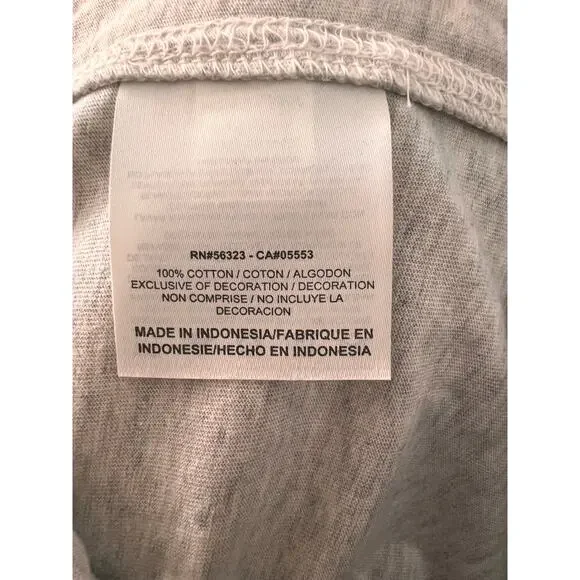 RN#56323 - CA#05553
100% COTTON / COTON / ALGODON
EXCLUSIVE OF DECORATION / DECORATION
NON COMPRISE / NO INCLUYE LA
DECORACION
MADE IN INDONESIA/FABRIQUE EN
INDONESIE/HECHO EN INDONESIA